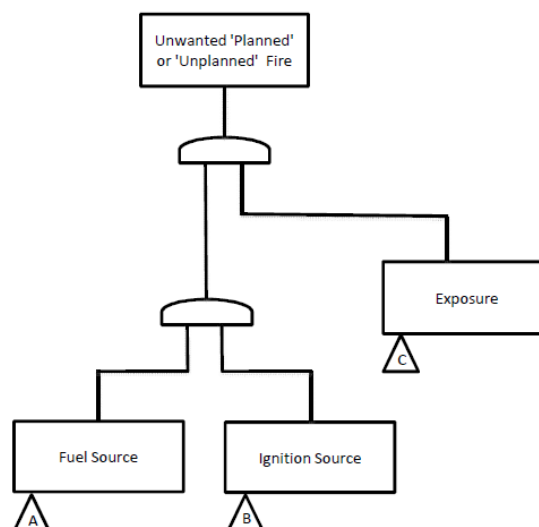 Unwanted 'Planned'
or 'Unplanned' Fire
Exposure
C
Fuel Source
Ignition Source
A
B